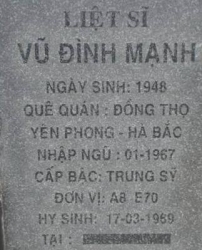 LIỆT SĨ
VŨ ĐÌNH MẠNH
NGÀY SINH: 1948
QUÊ QUÁN : ĐÔNG THỌ
YÊN PHONG - HÀ BẮC
NHẬP NGŨ : 01-1967
CẤP BẬC: TRUNG SỸ
ĐƠN VỊ: A8 E70
HY SINH: 17-03-1969
TẠI :